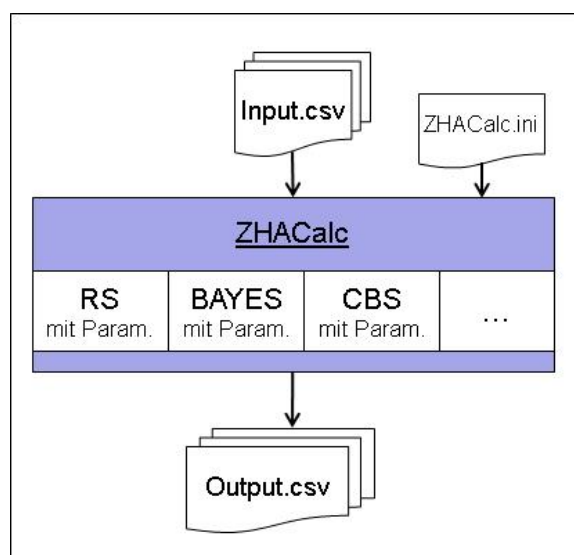 Input.csv
ZHACalc.ini
ZHACalc
RS
mit Param.
BAYES
mit Param.
CBS
mit Param.
...
Output.csv